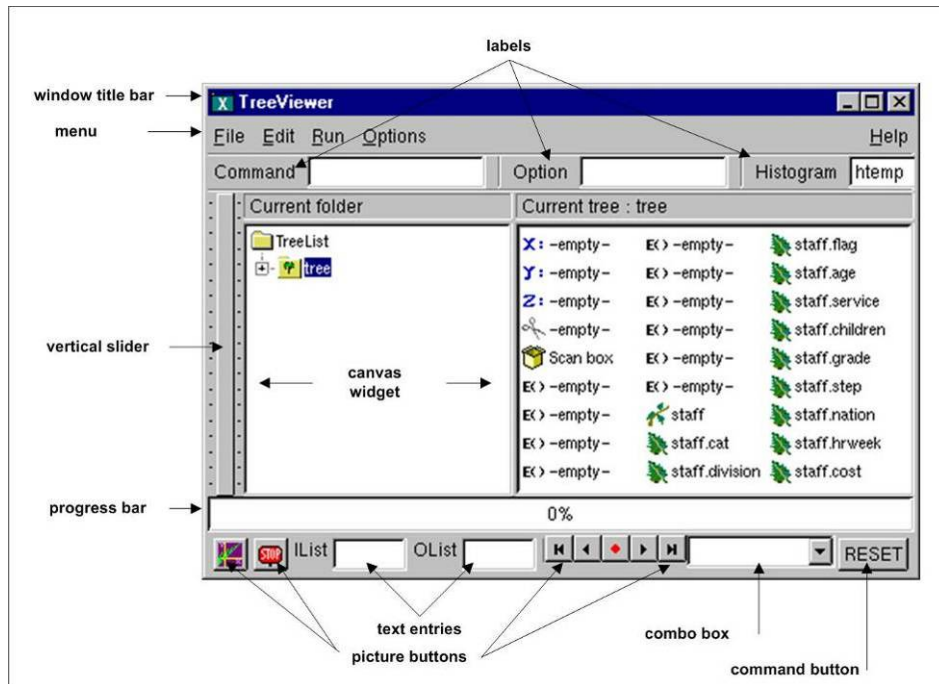 labels
window title bar
X TreeViewer
menu
File Edit Run Options Help
Command Option Histogram htemp
Current folder Current tree : tree
TreeList
tree
X: -empty- E() -empty- staff.flag
Y: -empty- E() -empty- staff.age
Z: -empty- E() -empty- staff.service
-empty- E() -empty- staff.children
Scan box E() -empty- staff.grade
E() -empty- E() -empty- staff.step
E() -empty- staff staff.nation
E() -empty- staff.cat staff.hrweek
E() -empty- staff.division staff.cost
vertical slider
canvas
widget
progress bar
0%
STOP IList OList RESET
text entries
picture buttons
combo box
command button